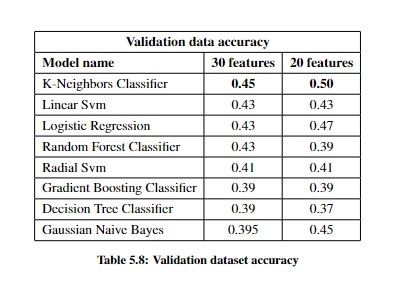 Validation data accuracy
Model name 30 features 20 features
K-Neighbors Classifier 0.45 0.50
Linear Svm 0.43 0.43
Logistic Regression 0.43 0.47
Random Forest Classifier 0.43 0.39
Radial Svm 0.41 0.41
Gradient Boosting Classifier 0.39 0.39
Decision Tree Classifier 0.39 0.37
Gaussian Naive Bayes 0.395 0.45
Table 5.8: Validation dataset accuracy